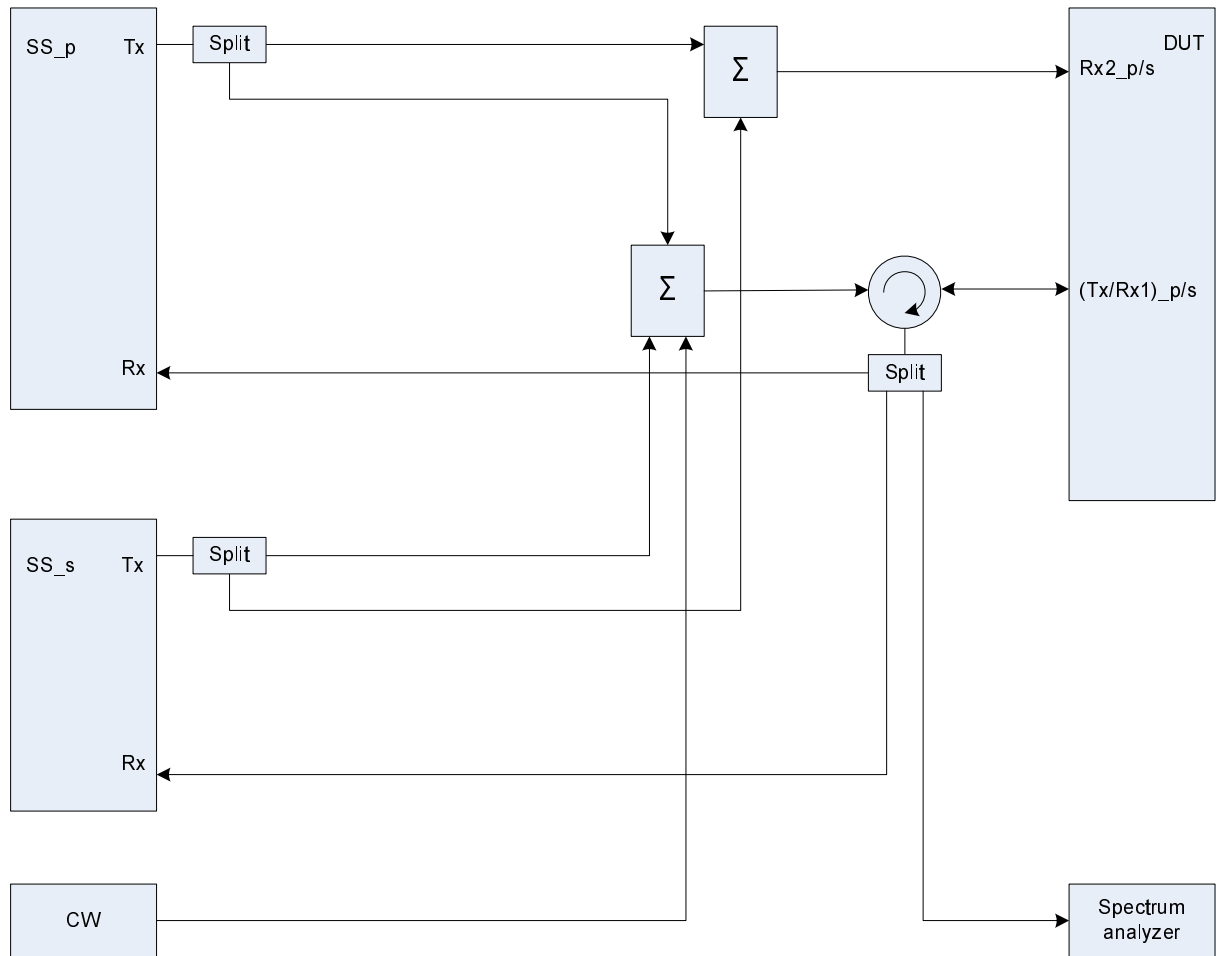 SS_p
Tx
Split
Σ
DUT
Rx2_p/s
Σ
(Tx/Rx1)_p/s
Rx
Split
SS_s
Tx
Split
Rx
CW
Spectrum
analyzer